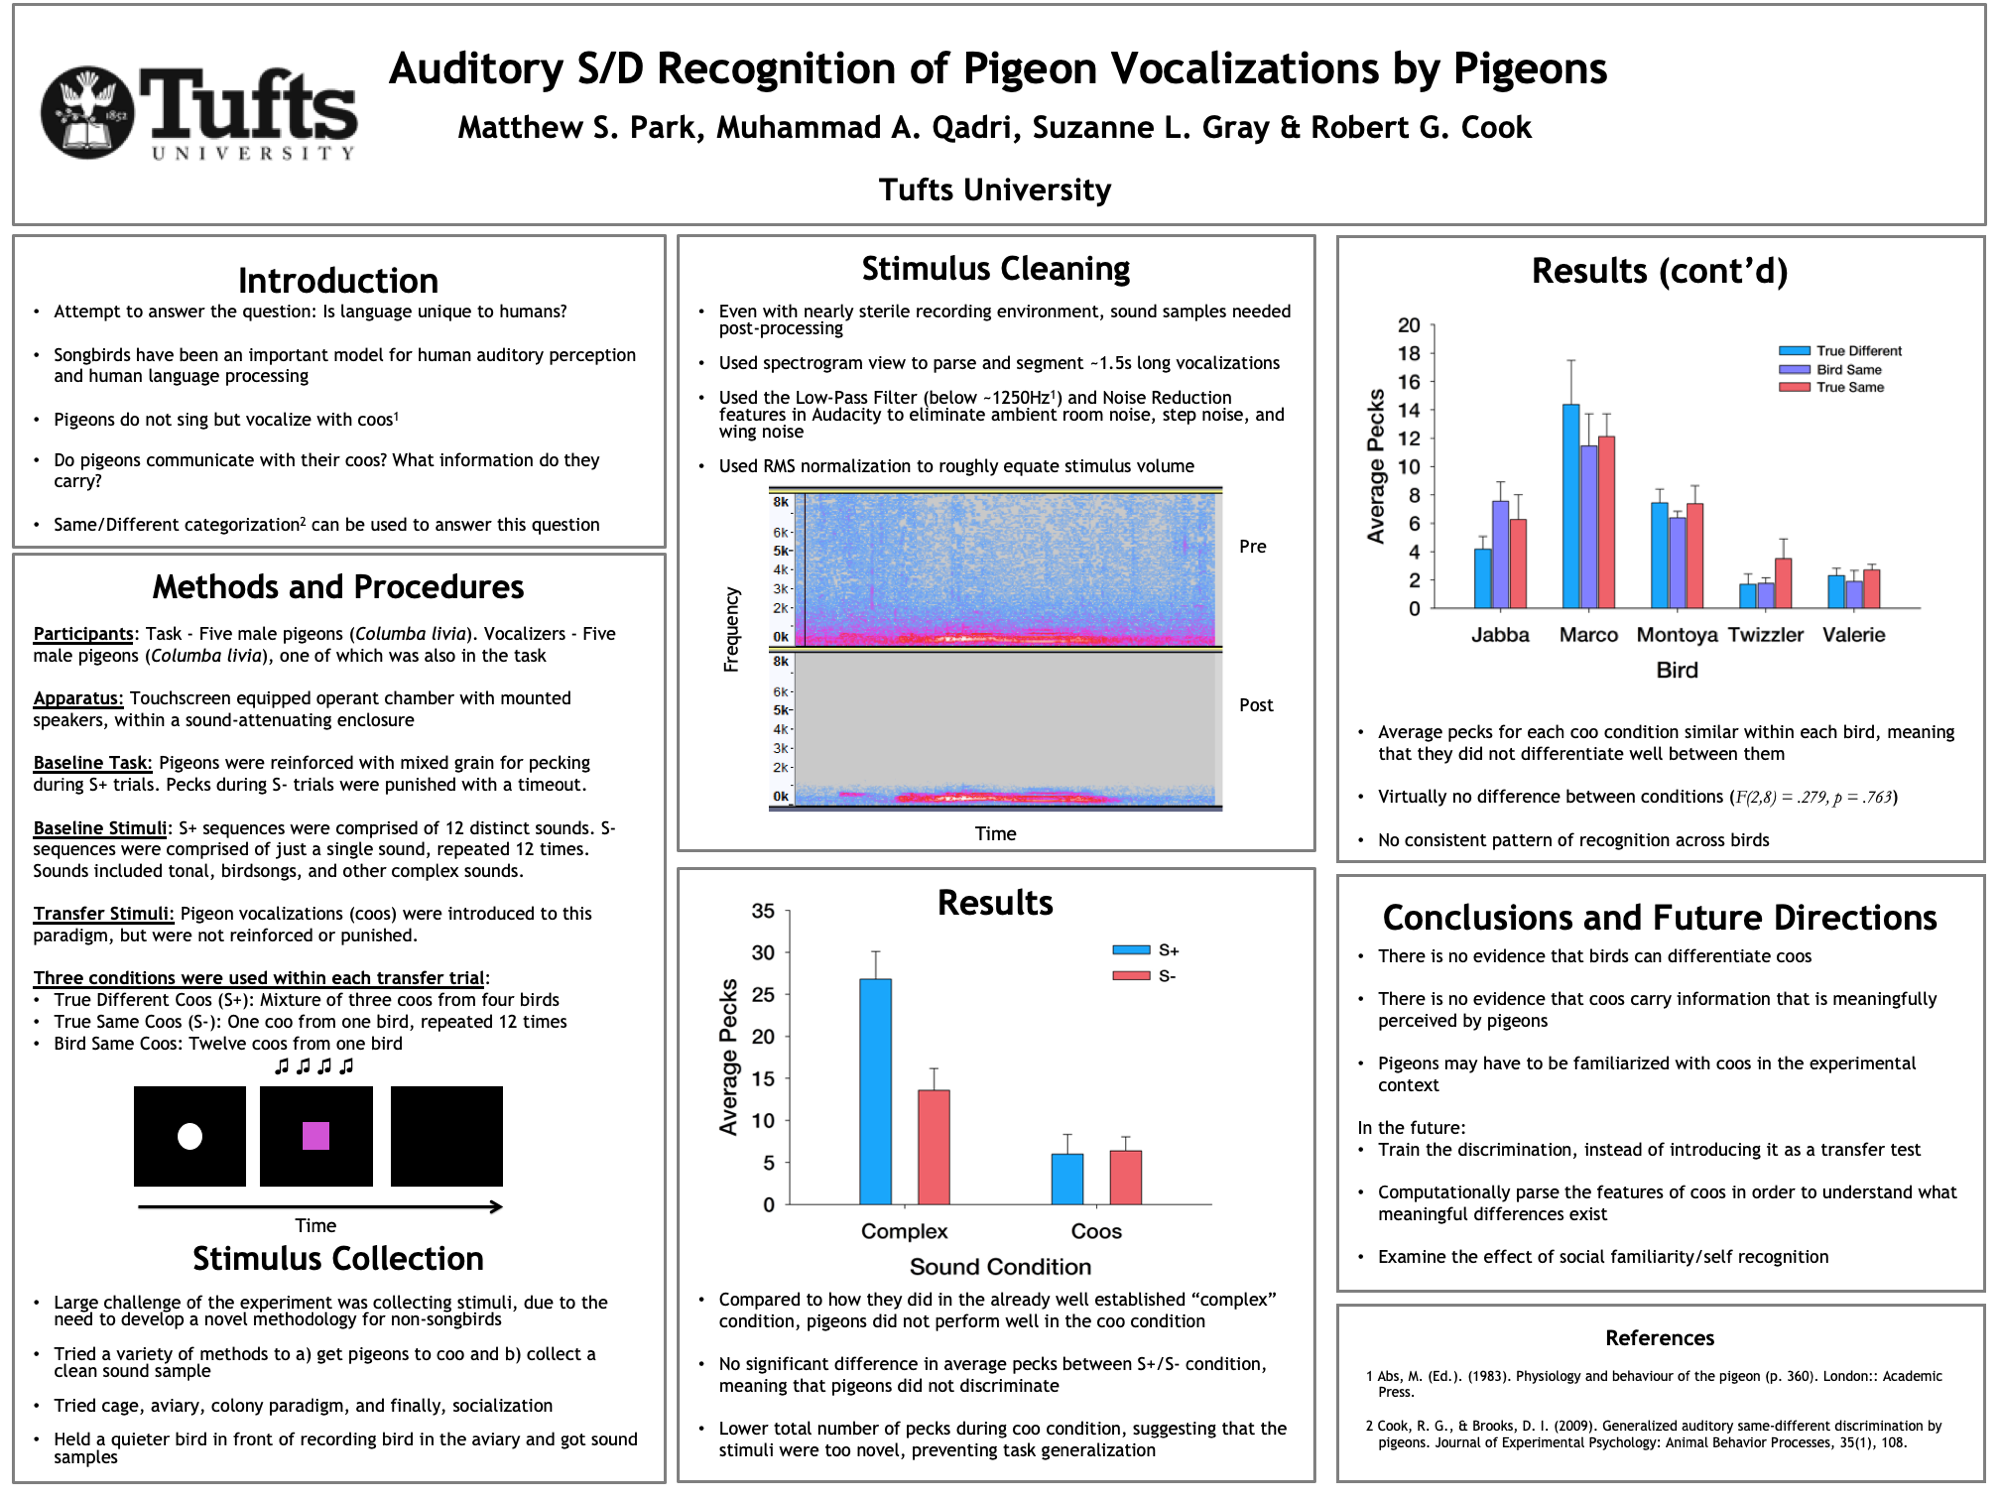 Tufts
UNIVERSITY
1852
Auditory S/D Recognition of Pigeon Vocalizations by Pigeons
Matthew S. Park, Muhammad A. Qadri, Suzanne L. Gray & Robert G. Cook
Tufts University
Introduction
• Attempt to answer the question: Is language unique to humans?
• Songbirds have been an important model for human auditory perception
and human language processing
• Pigeons do not sing but vocalize with coos¹
• Do pigeons communicate with their coos? What information do they
carry?
• Same/Different categorization² can be used to answer this question
Methods and Procedures
Participants: Task - Five male pigeons (Columba livia). Vocalizers - Five
male pigeons (Columba livia), one of which was also in the task
Apparatus: Touchscreen equipped operant chamber with mounted
speakers, within a sound-attenuating enclosure
Baseline Task: Pigeons were reinforced with mixed grain for pecking
during S+ trials. Pecks during S- trials were punished with a timeout.
Baseline Stimuli: S+ sequences were comprised of 12 distinct sounds. S-
sequences were comprised of just a single sound, repeated 12 times.
Sounds included tonal, birdsongs, and other complex sounds.
Transfer Stimuli: Pigeon vocalizations (coos) were introduced to this
paradigm, but were not reinforced or punished.
Three conditions were used within each transfer trial:
• True Different Coos (S+): Mixture of three coos from four birds
• True Same Coos (S-): One coo from one bird, repeated 12 times
• Bird Same Coos: Twelve coos from one bird
Time
Stimulus Collection
• Large challenge of the experiment was collecting stimuli, due to the
need to develop a novel methodology for non-songbirds
• Tried a variety of methods to a) get pigeons to coo and b) collect a
clean sound sample
• Tried cage, aviary, colony paradigm, and finally, socialization
• Held a quieter bird in front of recording bird in the aviary and got sound
samples
Stimulus Cleaning
• Even with nearly sterile recording environment, sound samples needed
post-processing
• Used spectrogram view to parse and segment ~1.5s long vocalizations
• Used the Low-Pass Filter (below ~1250Hz¹) and Noise Reduction
features in Audacity to eliminate ambient room noise, step noise, and
wing noise
• Used RMS normalization to roughly equate stimulus volume
Frequency
8k
6k
5k
4k
3k
2k
0k
Pre
8k
6k
5k
4k
3k
2k
0k
Post
Time
Results
35
30
25
20
15
10
5
0
Average Pecks
S+
S-
Complex Coos
Sound Condition
• Compared to how they did in the already well established “complex”
condition, pigeons did not perform well in the coo condition
• No significant difference in average pecks between S+/S- condition,
meaning that pigeons did not discriminate
• Lower total number of pecks during coo condition, suggesting that the
stimuli were too novel, preventing task generalization
Results (cont’d)
20
18
16
14
12
10
8
6
4
2
0
Average Pecks
True Different
Bird Same
True Same
Jabba Marco Montoya Twizzler Valerie
Bird
• Average pecks for each coo condition similar within each bird, meaning
that they did not differentiate well between them
• Virtually no difference between conditions (F(2,8) = .279, p = .763)
• No consistent pattern of recognition across birds
Conclusions and Future Directions
• There is no evidence that birds can differentiate coos
• There is no evidence that coos carry information that is meaningfully
perceived by pigeons
• Pigeons may have to be familiarized with coos in the experimental
context
In the future:
• Train the discrimination, instead of introducing it as a transfer test
• Computationally parse the features of coos in order to understand what
meaningful differences exist
• Examine the effect of social familiarity/self recognition
References
1 Abs, M. (Ed.). (1983). Physiology and behaviour of the pigeon (p. 360). London:: Academic
Press.
2 Cook, R. G., & Brooks, D. I. (2009). Generalized auditory same-different discrimination by
pigeons. Journal of Experimental Psychology: Animal Behavior Processes, 35(1), 108.